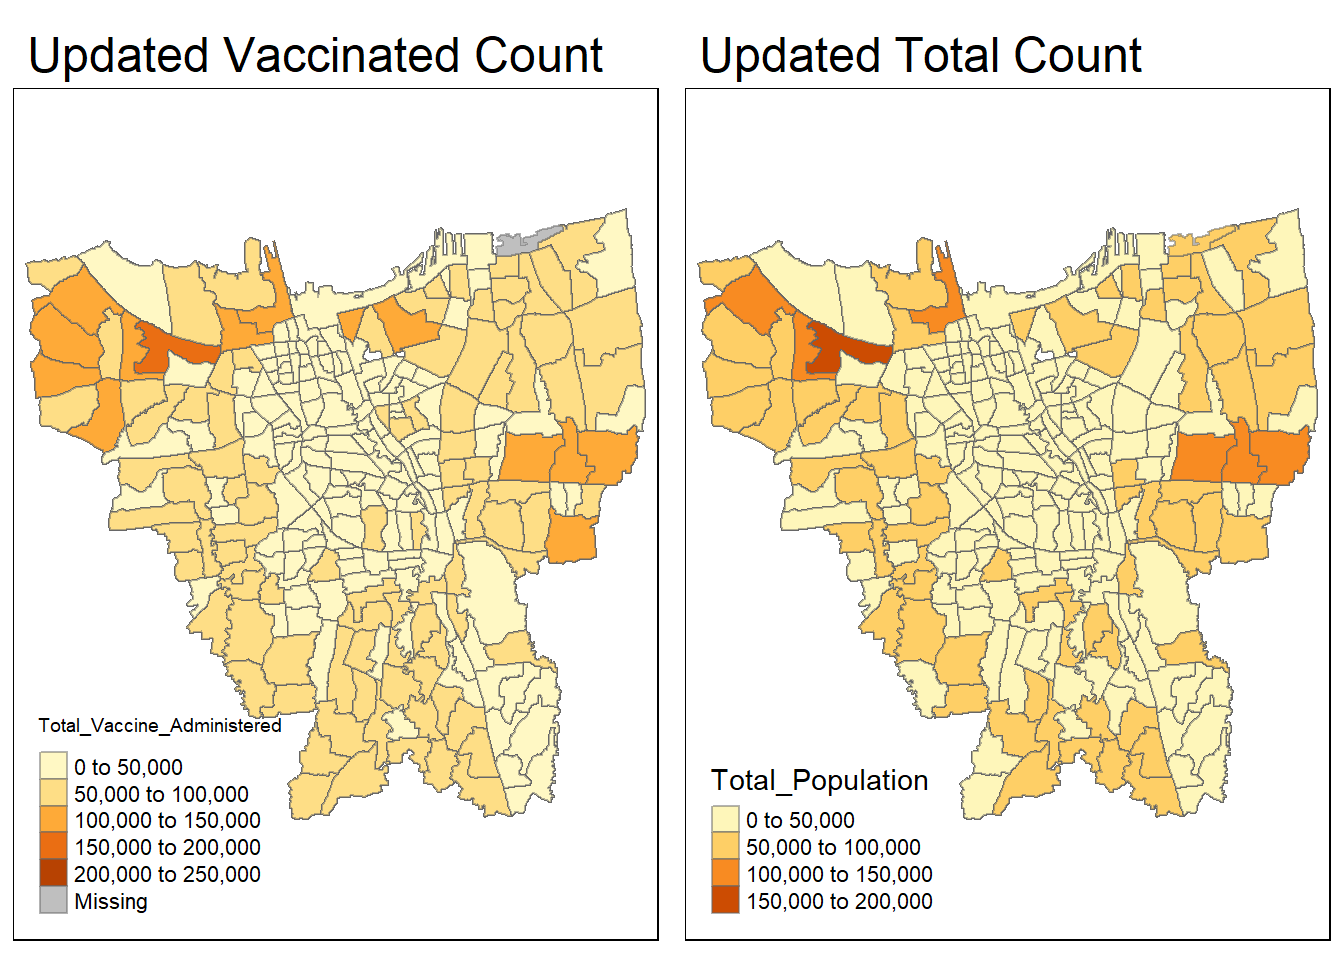 Updated Vaccinated Count
Updated Total Count
Total_Vaccine_Administered
0 to 50,000
50,000 to 100,000
100,000 to 150,000
150,000 to 200,000
200,000 to 250,000
Missing
Total_Population
0 to 50,000
50,000 to 100,000
100,000 to 150,000
150,000 to 200,000